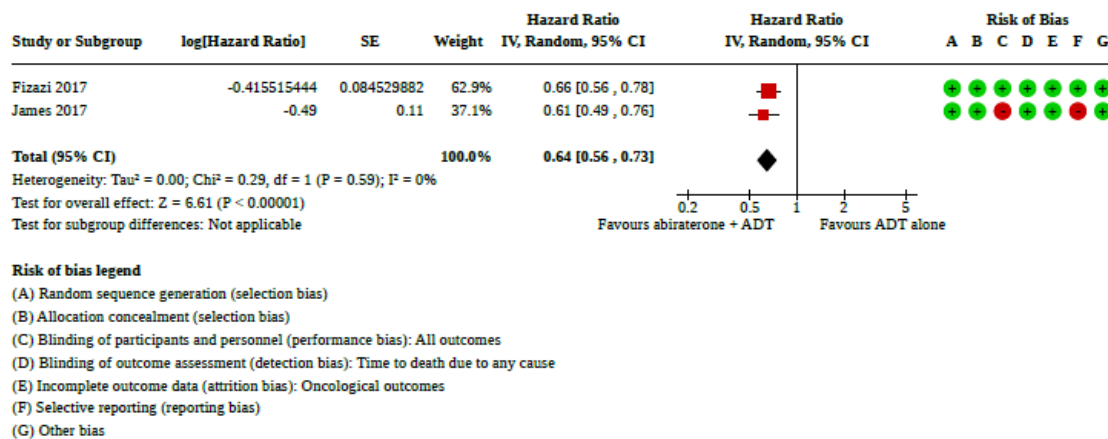 Hazard Ratio Hazard Ratio Risk of Bias
Study or Subgroup log[Hazard Ratio] SE Weight IV, Random, 95% CI IV, Random, 95% CI A B C D E F G
Fizazi 2017 -0.415515444 0.084529882 62.9% 0.66 [0.56 , 0.78] + + + + + + +
James 2017 -0.49 0.11 37.1% 0.61 [0.49 , 0.76] + + - + + - +
Total (95% CI) 100.0% 0.64 [0.56 , 0.73]
Heterogeneity: Tau² = 0.00; Chi² = 0.29, df = 1 (P = 0.59); I² = 0%
Test for overall effect: Z = 6.61 (P < 0.00001) 0.2 0.5 1 2 5
Test for subgroup differences: Not applicable Favours abiraterone + ADT Favours ADT alone
Risk of bias legend
(A) Random sequence generation (selection bias)
(B) Allocation concealment (selection bias)
(C) Blinding of participants and personnel (performance bias): All outcomes
(D) Blinding of outcome assessment (detection bias): Time to death due to any cause
(E) Incomplete outcome data (attrition bias): Oncological outcomes
(F) Selective reporting (reporting bias)
(G) Other bias